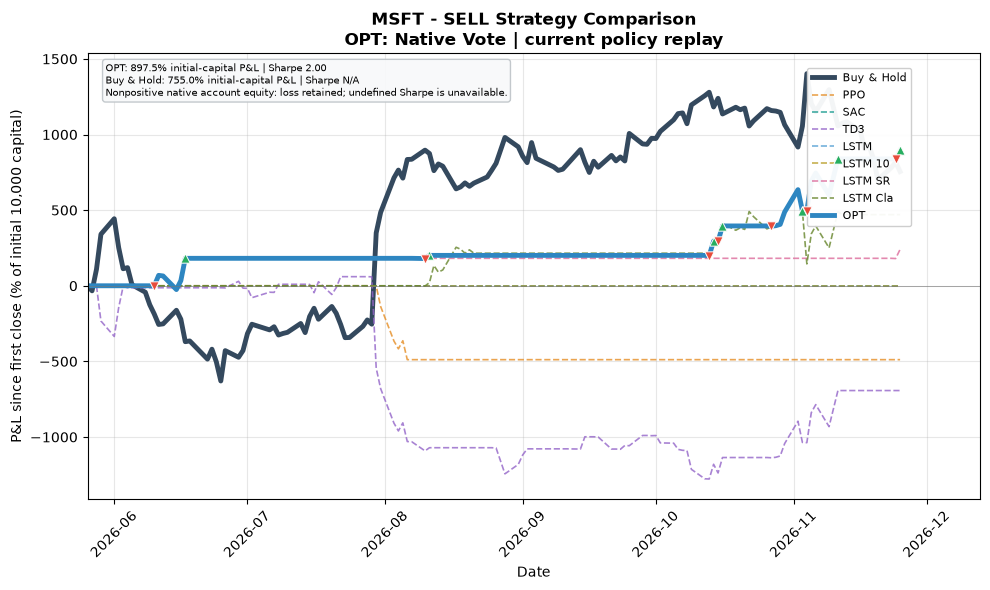 MSFT - SELL Strategy Comparison
OPT: Native Vote | current policy replay
OPT: 897.5% initial-capital P&L | Sharpe 2.00
Buy & Hold: 755.0% initial-capital P&L | Sharpe N/A
Nonpositive native account equity: loss retained; undefined Sharpe is unavailable.
Buy & Hold
PPO
SAC
TD3
LSTM
LSTM 10
LSTM SR
LSTM Cla
OPT
P&L since first close (% of initial 10,000 capital)
1500
1000
500
0
−500
−1000
2026-06
2026-07
2026-08
2026-09
2026-10
2026-11
2026-12
Date